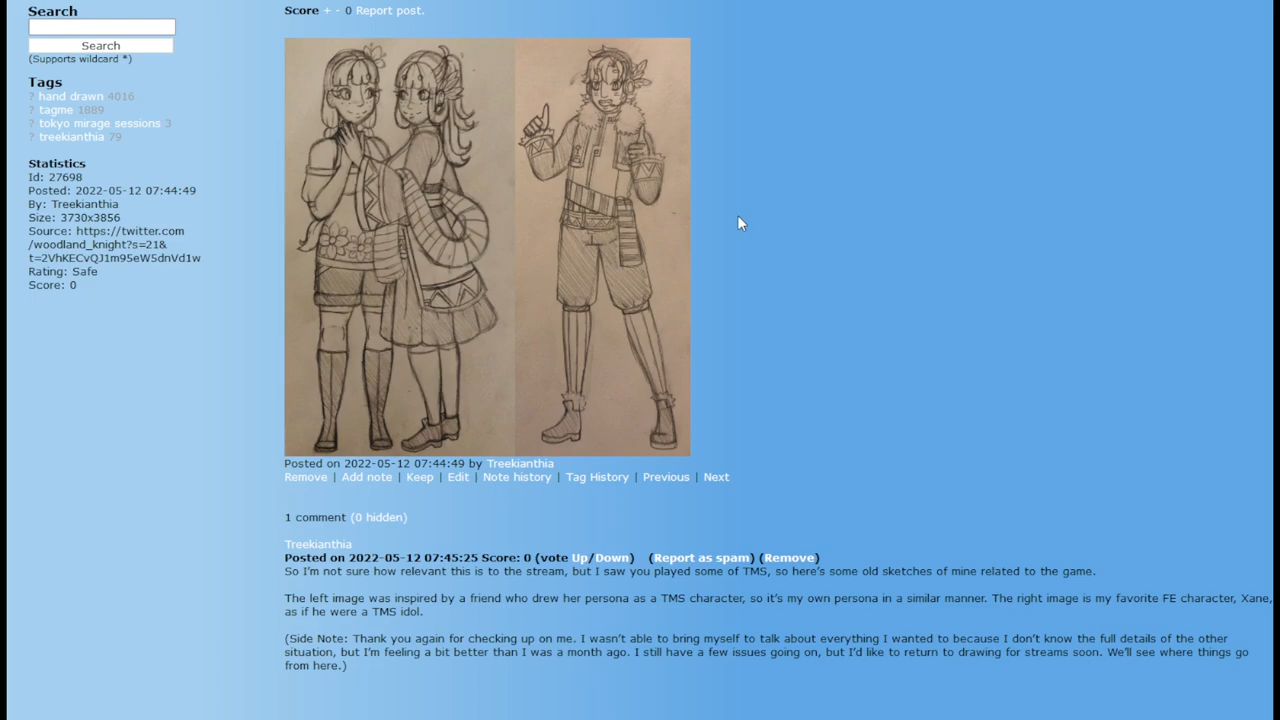 Search
Search
(Supports wildcard *)
Tags
? hand drawn 4016
? tagme 1889
? tokyo mirage sessions 3
? treekianthia 79
Statistics
Id: 27698
Posted: 2022-05-12 07:44:49
By: Treekianthia
Size: 3730x3856
Source: https://twitter.com
/woodland_knight?s=21&
t=2VhKECvQJ1m95eW5dnVd1w
Rating: Safe
Score: 0
Score + - 0 Report post.
Posted on 2022-05-12 07:44:49 by Treekianthia
Remove | Add note | Keep | Edit | Note history | Tag History | Previous | Next
1 comment (0 hidden)
Treekianthia
Posted on 2022-05-12 07:45:25 Score: 0 (vote Up/Down) (Report as spam) (Remove)
So I'm not sure how relevant this is to the stream, but I saw you played some of TMS, so here's some old sketches of mine related to the game.
The left image was inspired by a friend who drew her persona as a TMS character, so it's my own persona in a similar manner. The right image is my favorite FE character, Xane,
as if he were a TMS idol.
(Side Note: Thank you again for checking up on me. I wasn't able to bring myself to talk about everything I wanted to because I don't know the full details of the other
situation, but I'm feeling a bit better than I was a month ago. I still have a few issues going on, but I'd like to return to drawing for streams soon. We'll see where things go
from here.)